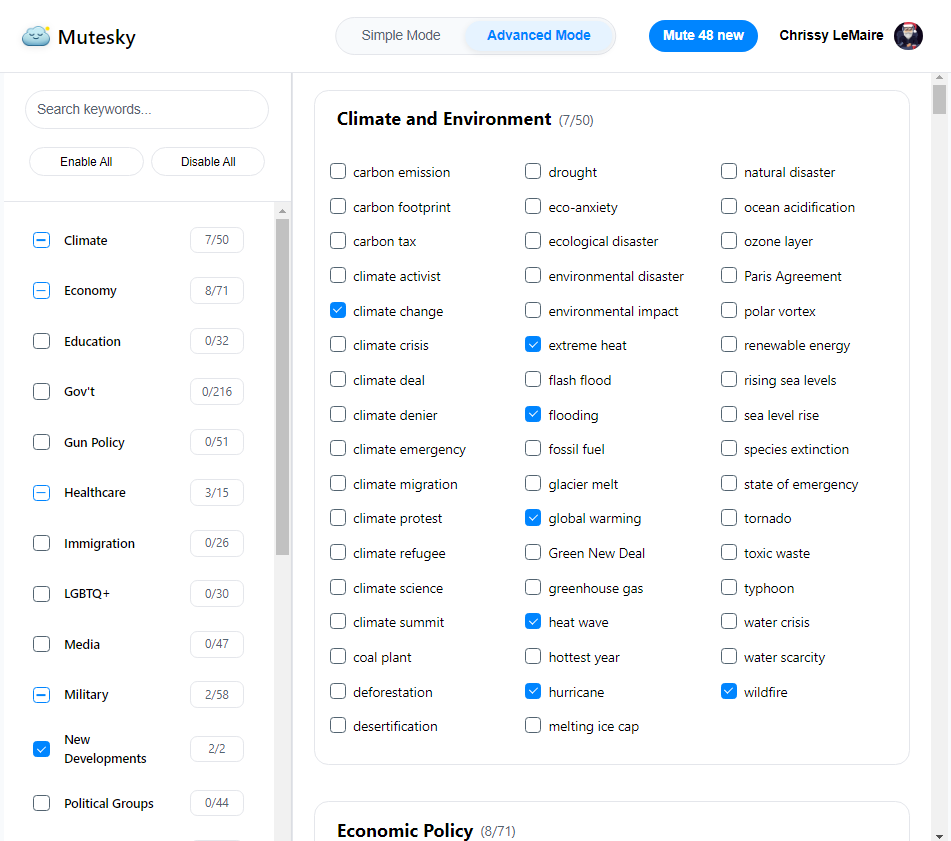 Mutesky
Simple Mode
Advanced Mode
Mute 48 new
Chrissy LeMaire
Search keywords...
Enable All
Disable All
Climate 7/50
Economy 8/71
Education 0/32
Gov't 0/216
Gun Policy 0/51
Healthcare 3/15
Immigration 0/26
LGBTQ+ 0/30
Media 0/47
Military 2/58
New
Developments 2/2
Political Groups 0/44
Climate and Environment (7/50)
carbon emission
carbon footprint
carbon tax
climate activist
climate change
climate crisis
climate deal
climate denier
climate emergency
climate migration
climate protest
climate refugee
climate science
climate summit
coal plant
deforestation
desertification
drought
eco-anxiety
ecological disaster
environmental disaster
environmental impact
extreme heat
flash flood
flooding
fossil fuel
glacier melt
global warming
Green New Deal
greenhouse gas
heat wave
hottest year
hurricane
melting ice cap
natural disaster
ocean acidification
ozone layer
Paris Agreement
polar vortex
renewable energy
rising sea levels
sea level rise
species extinction
state of emergency
tornado
toxic waste
typhoon
water crisis
water scarcity
wildfire
Economic Policy (8/71)